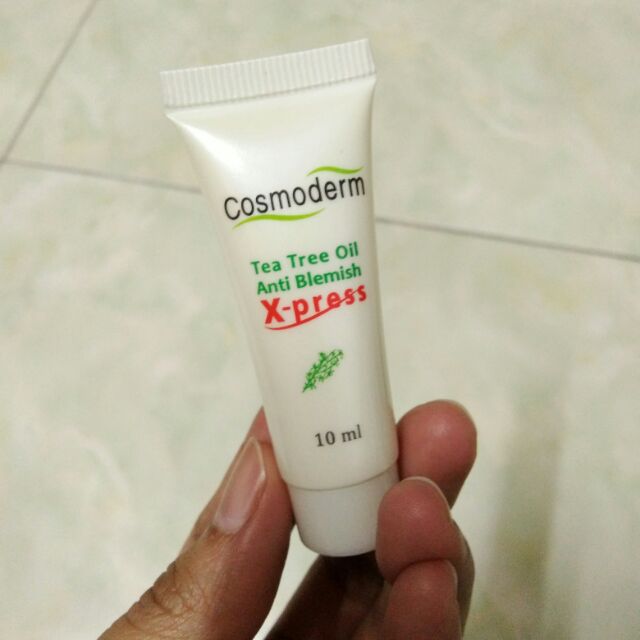 Cosmoderm
Tea Tree Oil
Anti Blemish
X-press
10 ml